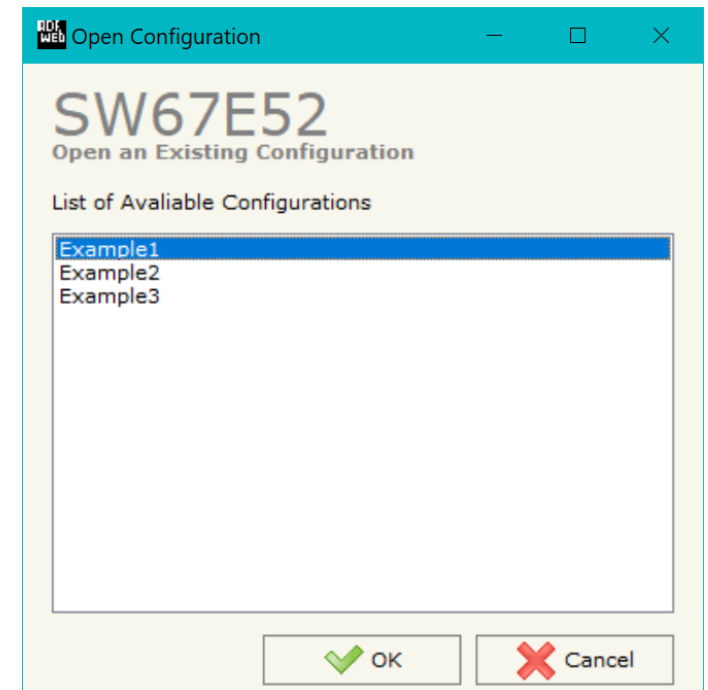 ADF
WEB Open Configuration
SW67E52
Open an Existing Configuration
List of Avaliable Configurations
Example1
Example2
Example3
OK Cancel